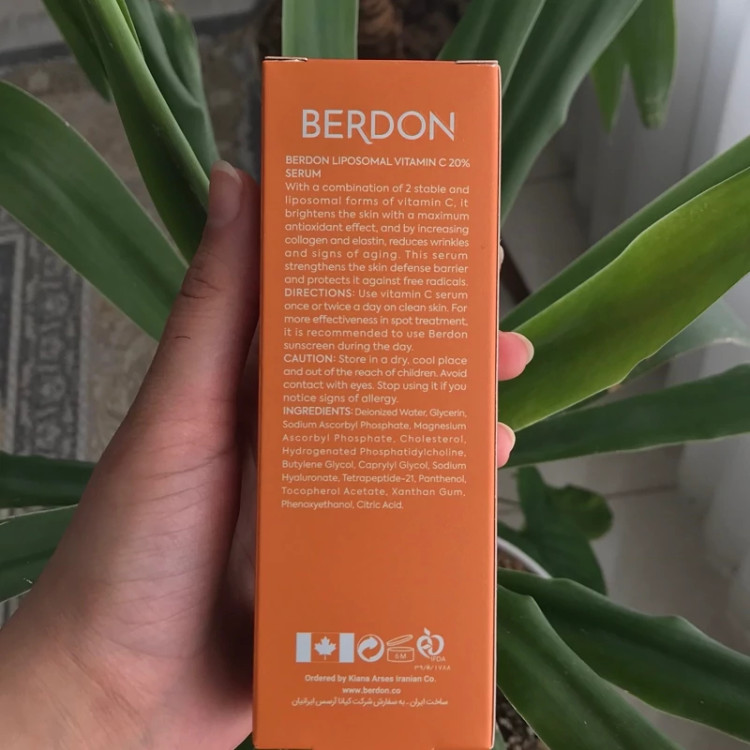 BERDON
BERDON LIPOSOMAL VITAMIN C 20%
SERUM
With a combination of 2 stable and
liposomal forms of vitamin C, it
brightens the skin with a maximum
antioxidant effect, and by increasing
collagen and elastin, reduces wrinkles
and signs of aging. This serum
strengthens the skin defense barrier
and protects it against free radicals.
DIRECTIONS: Use vitamin C serum
once or twice a day on clean skin. For
more effectiveness in spot treatment,
it is recommended to use Berdon
sunscreen during the day.
CAUTION: Store in a dry, cool place
and out of the reach of children. Avoid
contact with eyes. Stop using it if you
notice signs of allergy.
INGREDIENTS: Deionized Water, Glycerin,
Sodium Ascorbyl Phosphate, Magnesium
Ascorbyl Phosphate, Cholesterol,
Hydrogenated Phosphatidylcholine,
Butylene Glycol, Caprylyl Glycol, Sodium
Hyaluronate, Tetrapeptide-21, Panthenol,
Tocopherol Acetate, Xanthan Gum,
Phenoxyethanol, Citric Acid.
6M
IFDA
Ordered by Kiana Arses Iranian Co.
www.berdon.co
ساخت ایران - به سفارش شرکت کیانا آرسس ایرانیان